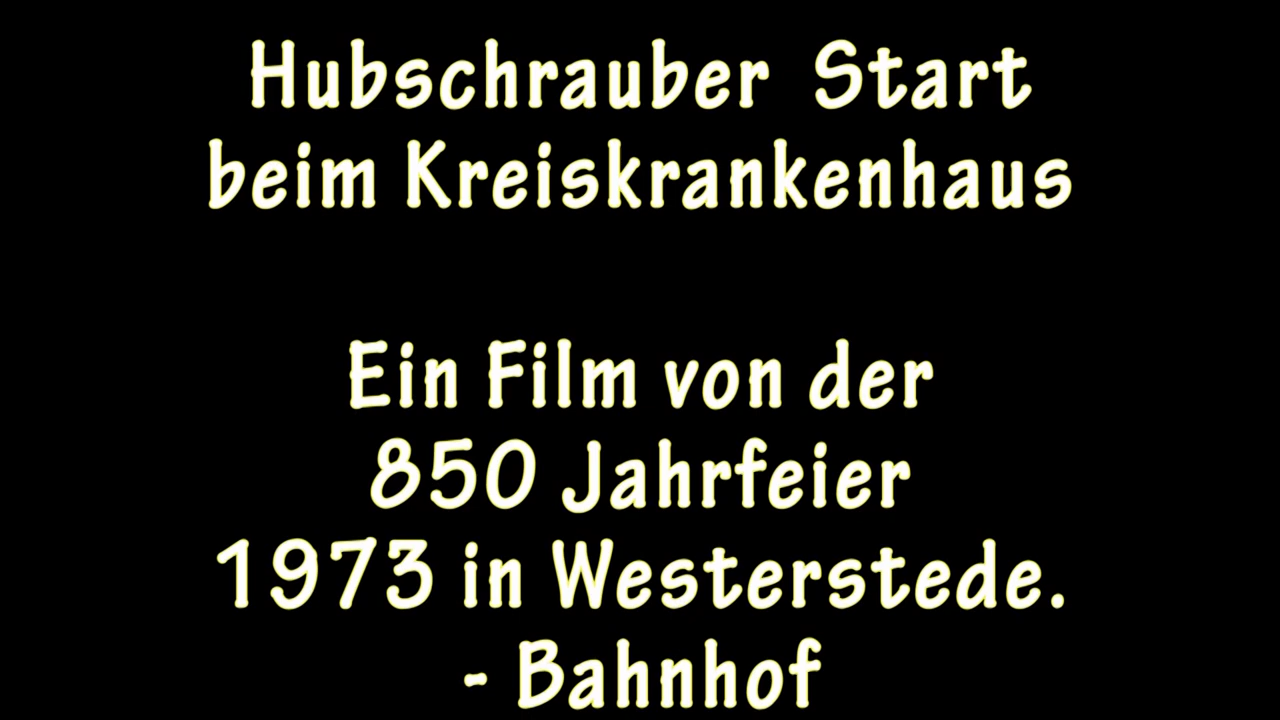 Hubschrauber Start
beim Kreiskrankenhaus
Ein Film von der
850 Jahrfeier
1973 in Westerstede.
- Bahnhof